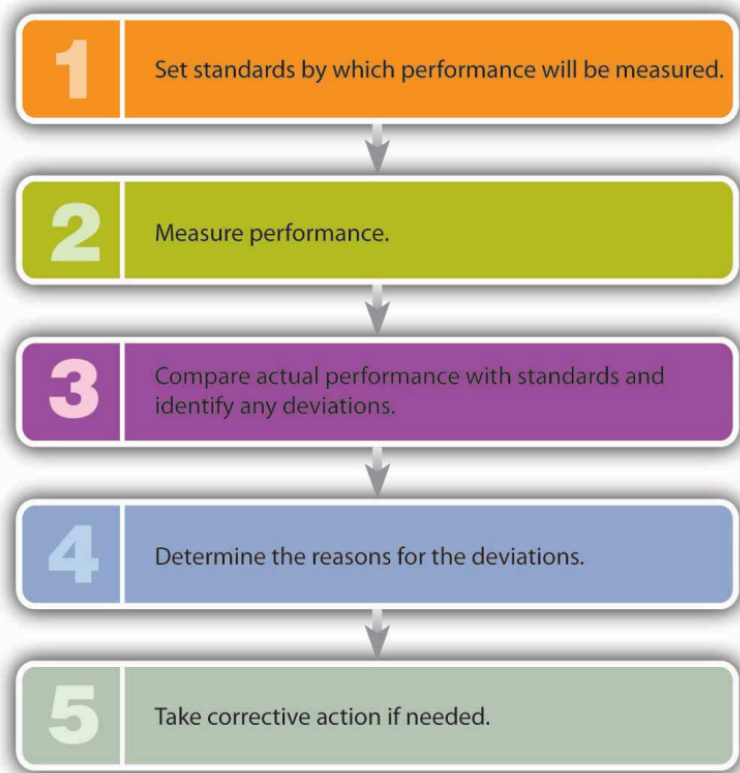 1
Set standards by which performance will be measured.
2
Measure performance.
3
Compare actual performance with standards and
identify any deviations.
4
Determine the reasons for the deviations.
5
Take corrective action if needed.